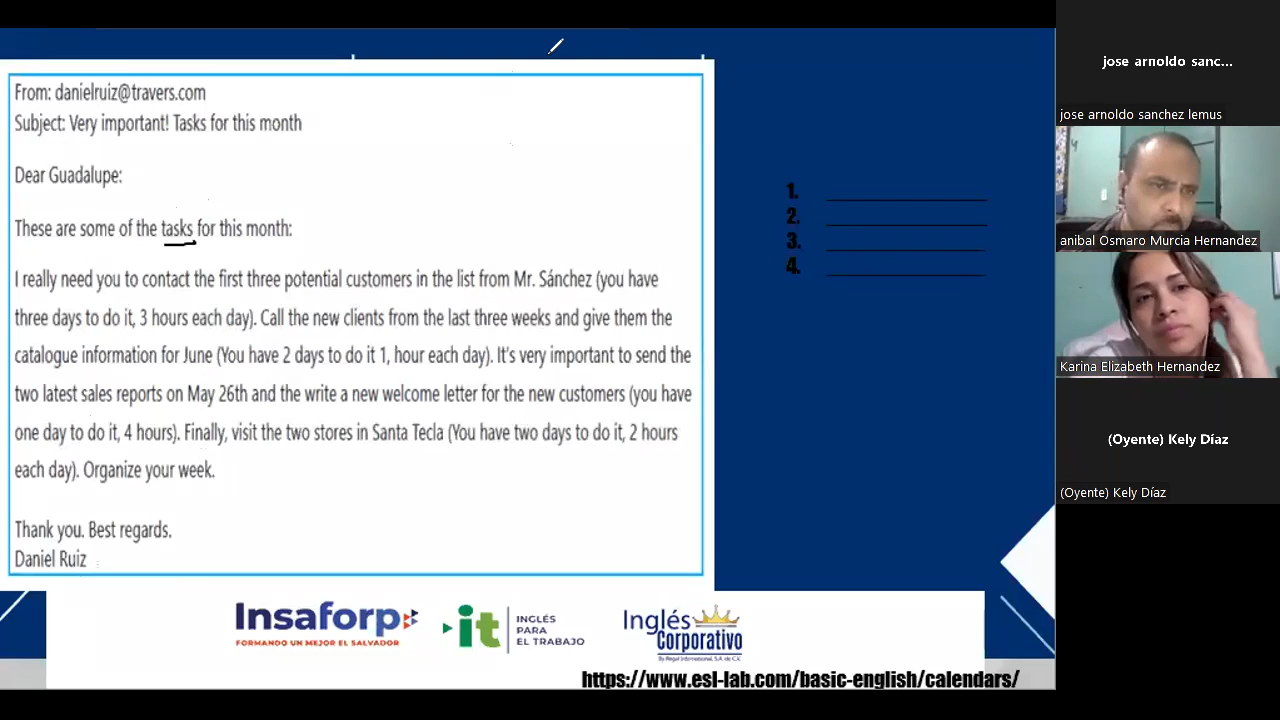 From: danielruiz@travers.com
Subject: Very important! Tasks for this month
Dear Guadalupe:
These are some of the tasks for this month:
I really need you to contact the first three potential customers in the list from Mr. Sánchez (you have
three days to do it, 3 hours each day). Call the new clients from the last three weeks and give them the
catalogue information for June (You have 2 days to do it 1, hour each day). It's very important to send the
two latest sales reports on May 26th and the write a new welcome letter for the new customers (you have
one day to do it, 4 hours). Finally, visit the two stores in Santa Tecla (You have two days to do it, 2 hours
each day). Organize your week.
Thank you. Best regards.
Daniel Ruiz
1. ____________
2. ____________
3. ____________
4. ____________
Insaforp
FORMANDO UN MEJOR EL SALVADOR
it
INGLÉS
PARA
EL TRABAJO
Inglés
Corporativo
By Regal International, S.A. de C.V.
https://www.esl-lab.com/basic-english/calendars/
jose arnoldo sanc...
jose arnoldo sanchez lemus
anibal Osmaro Murcia Hernandez
Karina Elizabeth Hernandez
(Oyente) Kely Díaz
(Oyente) Kely Díaz